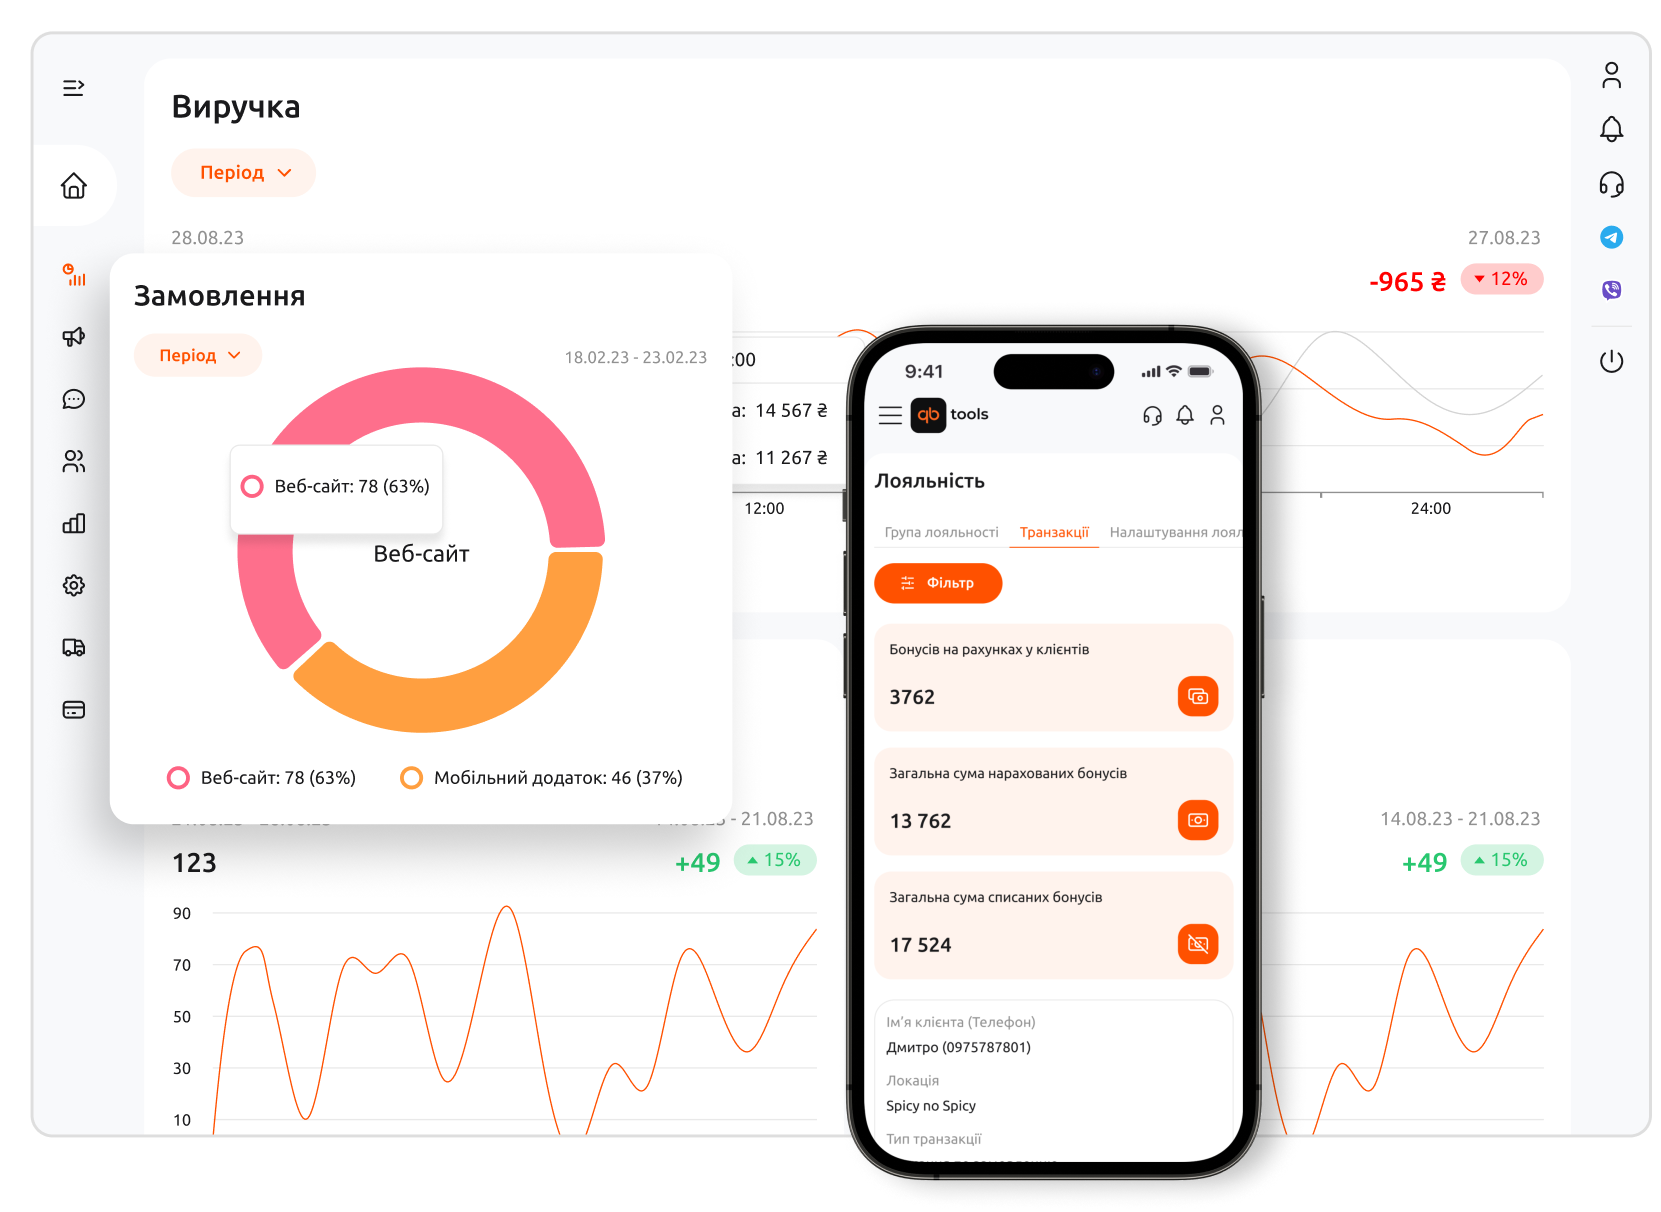 Виручка
Період
28.08.23
27.08.23
-965 ₴
12%
Замовлення
Період
18.02.23 - 23.02.23
Веб-сайт: 78 (63%)
Веб-сайт
Веб-сайт: 78 (63%)
Мобільний додаток: 46 (37%)
:00
а: 14 567 ₴
а: 11 267 ₴
12:00
24:00
9:41
qb tools
Лояльність
Група лояльності
Транзакції
Налаштування лоял
Фільтр
Бонусів на рахунках у клієнтів
3762
Загальна сума нарахованих бонусів
13 762
Загальна сума списаних бонусів
17 524
Ім’я клієнта (Телефон)
Дмитро (0975787801)
Локація
Spicy no Spicy
Тип транзакції
- 21.08.23
123
+49
15%
90
70
50
30
10
14.08.23 - 21.08.23
+49
15%